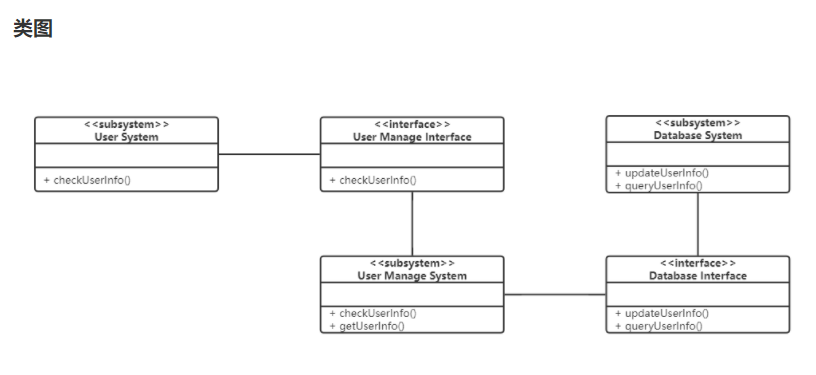 类图
<<subsystem>>
User System
+ checkUserInfo()
<<interface>>
User Manage Interface
+ checkUserInfo()
<<subsystem>>
Database System
+ updateUserInfo()
+ queryUserInfo()
<<subsystem>>
User Manage System
+ checkUserInfo()
+ getUserInfo()
<<interface>>
Database Interface
+ updateUserInfo()
+ queryUserInfo()